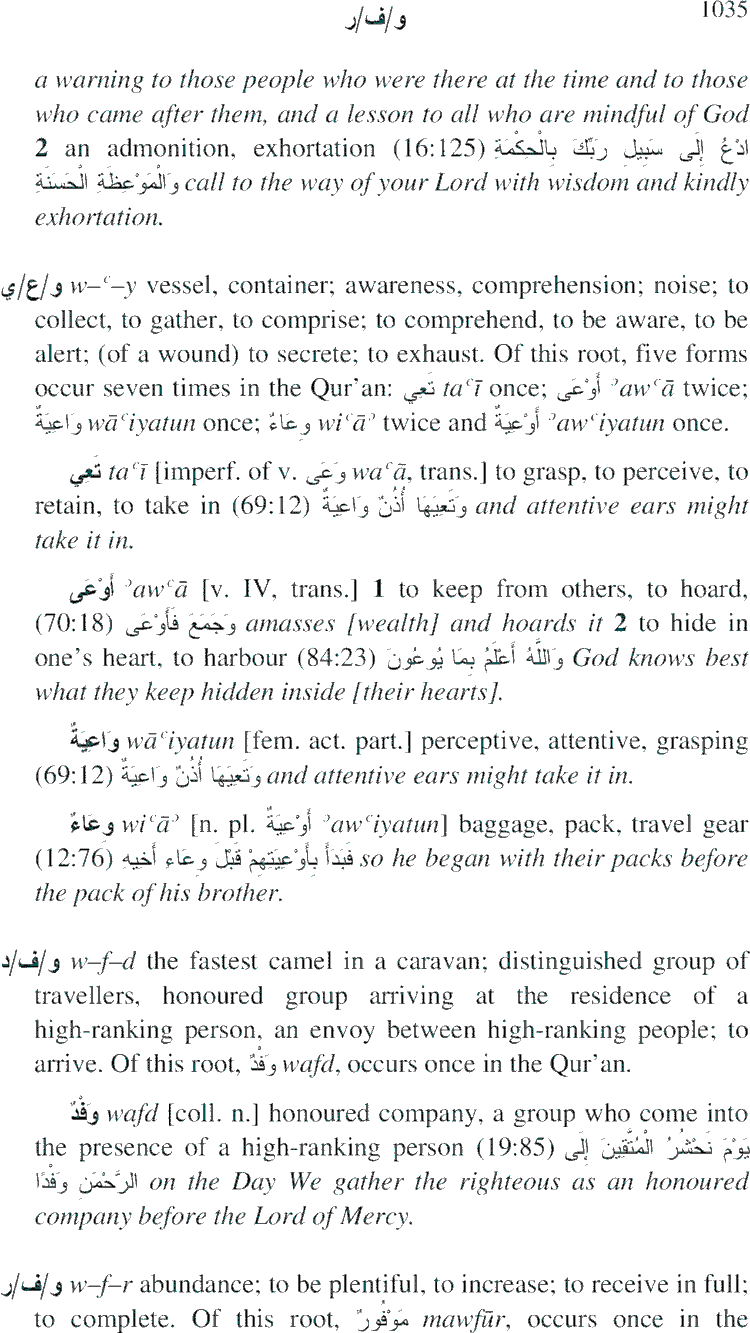 و/ف/ر 1035
a warning to those people who were there at the time and to those
who came after them, and a lesson to all who are mindful of God
2 an admonition, exhortation (16:125) ادْعُ إِلَى سَبِيلِ رَبِّكَ بِالْحِكْمَةِ
وَالْمَوْعِظَةِ الْحَسَنَةِ call to the way of your Lord with wisdom and kindly
exhortation.
و/ع/ي w–ʿ–y vessel, container; awareness, comprehension; noise; to
collect, to gather, to comprise; to comprehend, to be aware, to be
alert; (of a wound) to secrete; to exhaust. Of this root, five forms
occur seven times in the Qur'an: تَعِي taʿī once; أَوْعَى ʾawʿā twice;
وَاعِيَةٌ wāʿiyatun once; وِعَاءٌ wiʿāʾ twice and أَوْعِيَةٌ ʾawʿiyatun once.
تَعِي taʿī [imperf. of v. وَعَى waʿā, trans.] to grasp, to perceive, to
retain, to take in (69:12) وَتَعِيَهَا أُذُنٌ وَاعِيَةٌ and attentive ears might
take it in.
أَوْعَى ʾawʿā [v. IV, trans.] 1 to keep from others, to hoard,
(70:18) وَجَمَعَ فَأَوْعَى amasses [wealth] and hoards it 2 to hide in
one's heart, to harbour (84:23) وَاللَّهُ أَعْلَمُ بِمَا يُوعُونَ God knows best
what they keep hidden inside [their hearts].
وَاعِيَةٌ wāʿiyatun [fem. act. part.] perceptive, attentive, grasping
(69:12) وَتَعِيَهَا أُذُنٌ وَاعِيَةٌ and attentive ears might take it in.
وِعَاءٌ wiʿāʾ [n. pl. أَوْعِيَةٌ ʾawʿiyatun] baggage, pack, travel gear
(12:76) فَبَدَأَ بِأَوْعِيَتِهِمْ قَبْلَ وِعَاءِ أَخِيهِ so he began with their packs before
the pack of his brother.
و/ف/د w–f–d the fastest camel in a caravan; distinguished group of
travellers, honoured group arriving at the residence of a
high-ranking person, an envoy between high-ranking people; to
arrive. Of this root, وَفْدٌ wafd, occurs once in the Qur'an.
وَفْدٌ wafd [coll. n.] honoured company, a group who come into
the presence of a high-ranking person (19:85) يَوْمَ نَحْشُرُ الْمُتَّقِينَ إِلَى
الرَّحْمَنِ وَفْدًا on the Day We gather the righteous as an honoured
company before the Lord of Mercy.
و/ف/ر w–f–r abundance; to be plentiful, to increase; to receive in full;
to complete. Of this root, مَوْفُورٌ mawfūr, occurs once in the